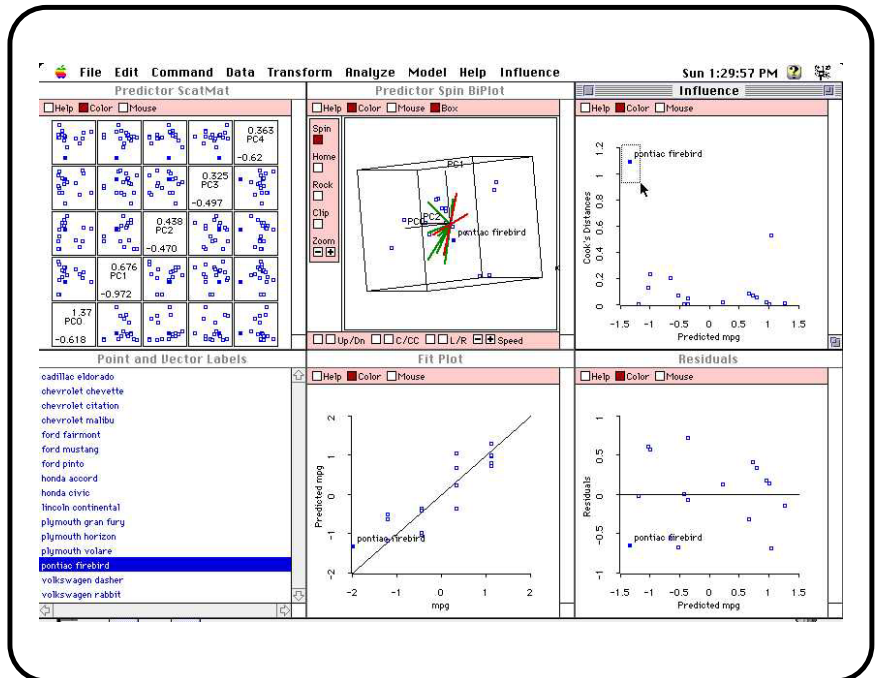 File Edit Command Data Transform Analyze Model Help Influence Sun 1:29:57 PM
Predictor ScatMat
Help Color Mouse
0.363
PC4
-0.62
0.325
PC3
-0.497
0.438
PC2
-0.470
0.676
PC1
-0.972
1.37
PC0
-0.618
Predictor Spin BiPlot
Help Color Mouse Box
Spin
Home
Rock
Clip
Zoom
PC1
PC2
PC0
pontiac firebird
Up/Dn C/CC L/R Speed
Influence
Help Color Mouse
pontiac firebird
Cook's Distances
0 0.2 0.4 0.6 0.8 1 1.2
-1.5 -1 -0.5 0 0.5 1 1.5
Predicted mpg
Point and Vector Labels
cadillac eldorado
chevrolet chevette
chevrolet citation
chevrolet malibu
ford fairmont
ford mustang
ford pinto
honda accord
honda civic
lincoln continental
plymouth gran fury
plymouth horizon
plymouth volare
pontiac firebird
volkswagen dasher
volkswagen rabbit
Fit Plot
Help Color Mouse
Predicted mpg
-2 -1 0 1 2
pontiac firebird
-2 -1 0 1 2
mpg
Residuals
Help Color Mouse
Residuals
-1 -0.5 0 0.5 1
pontiac firebird
-1.5 -1 -0.5 0 0.5 1 1.5
Predicted mpg